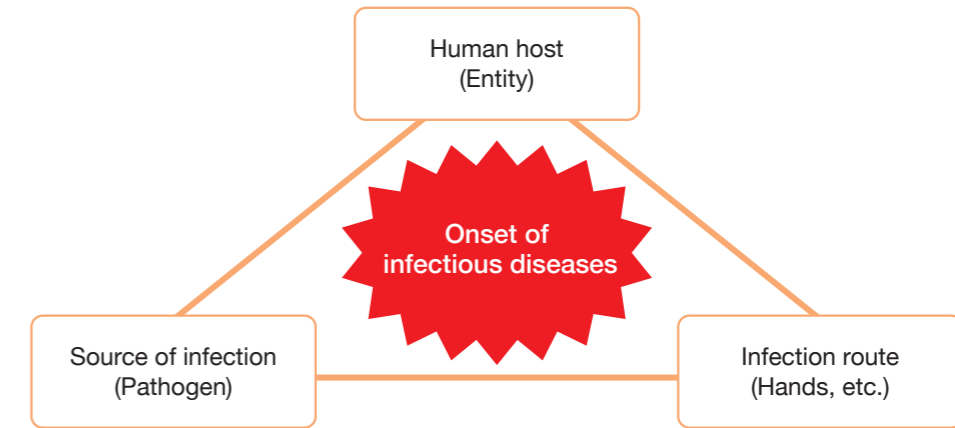 Human host
(Entity)
Onset of
infectious diseases
Source of infection
(Pathogen)
Infection route
(Hands, etc.)